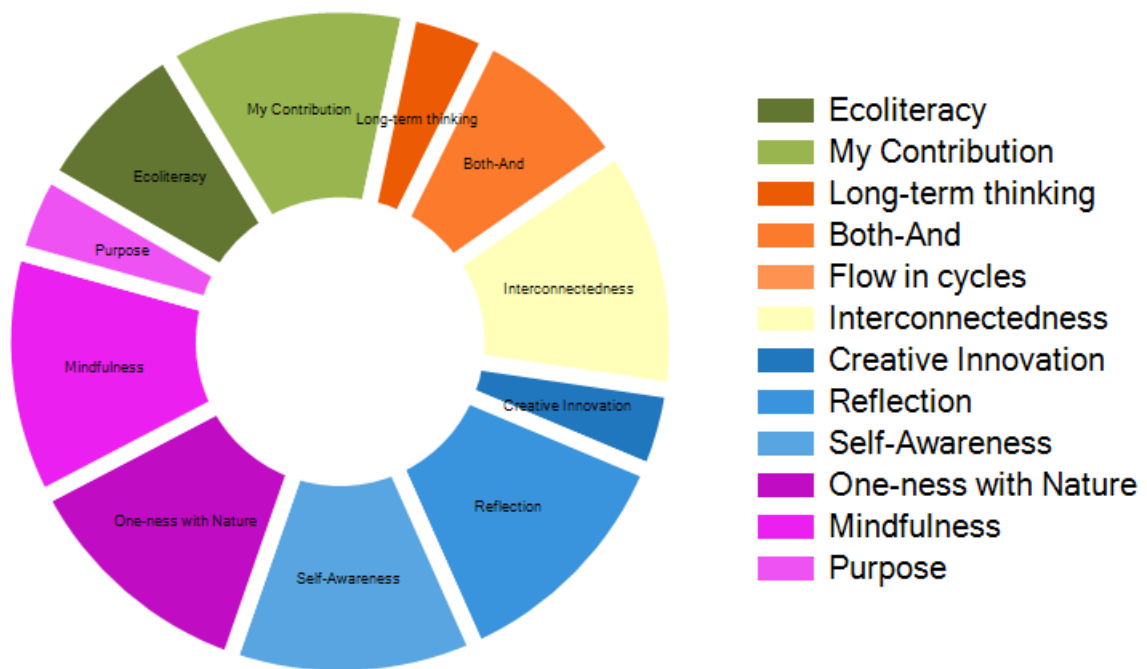 My Contribution
Long-term thinking
Both-And
Ecoliteracy
Purpose
Interconnectedness
Mindfulness
Creative Innovation
Reflection
One-ness with Nature
Self-Awareness
Ecoliteracy
My Contribution
Long-term thinking
Both-And
Flow in cycles
Interconnectedness
Creative Innovation
Reflection
Self-Awareness
One-ness with Nature
Mindfulness
Purpose